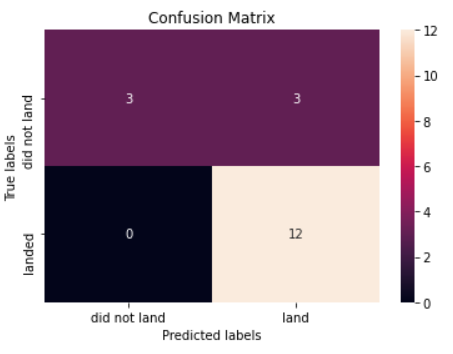 Confusion Matrix
True labels
did not land
landed
3 3
0 12
did not land land
Predicted labels
12
10
8
6
4
2
0